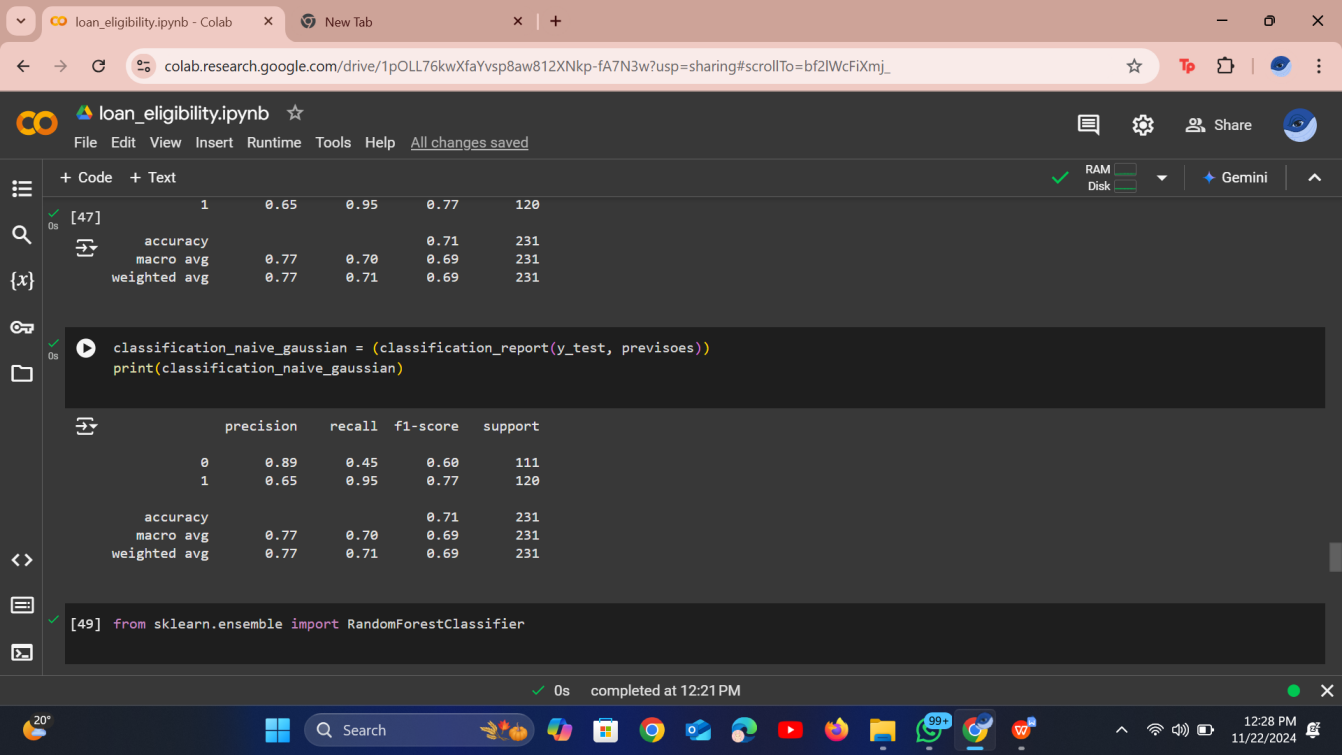 loan_eligibility.ipynb - Colab
New Tab
colab.research.google.com/drive/1pOLL76kwXfaYvsp8aw812XNkp-fA7N3w?usp=sharing#scrollTo=bf2lWcFiXmj_
Tp
loan_eligibility.ipynb
File Edit View Insert Runtime Tools Help All changes saved
Share
+ Code + Text
RAM
Disk
Gemini
1 0.65 0.95 0.77 120
0s
[47]
accuracy 0.71 231
macro avg 0.77 0.70 0.69 231
weighted avg 0.77 0.71 0.69 231
{x}
0s
classification_naive_gaussian = (classification_report(y_test, previsoes))
print(classification_naive_gaussian)
precision recall f1-score support
0 0.89 0.45 0.60 111
1 0.65 0.95 0.77 120
accuracy 0.71 231
macro avg 0.77 0.70 0.69 231
weighted avg 0.77 0.71 0.69 231
[49] from sklearn.ensemble import RandomForestClassifier
0s completed at 12:21 PM
20°
Search
99+
W
12:28 PM
11/22/2024